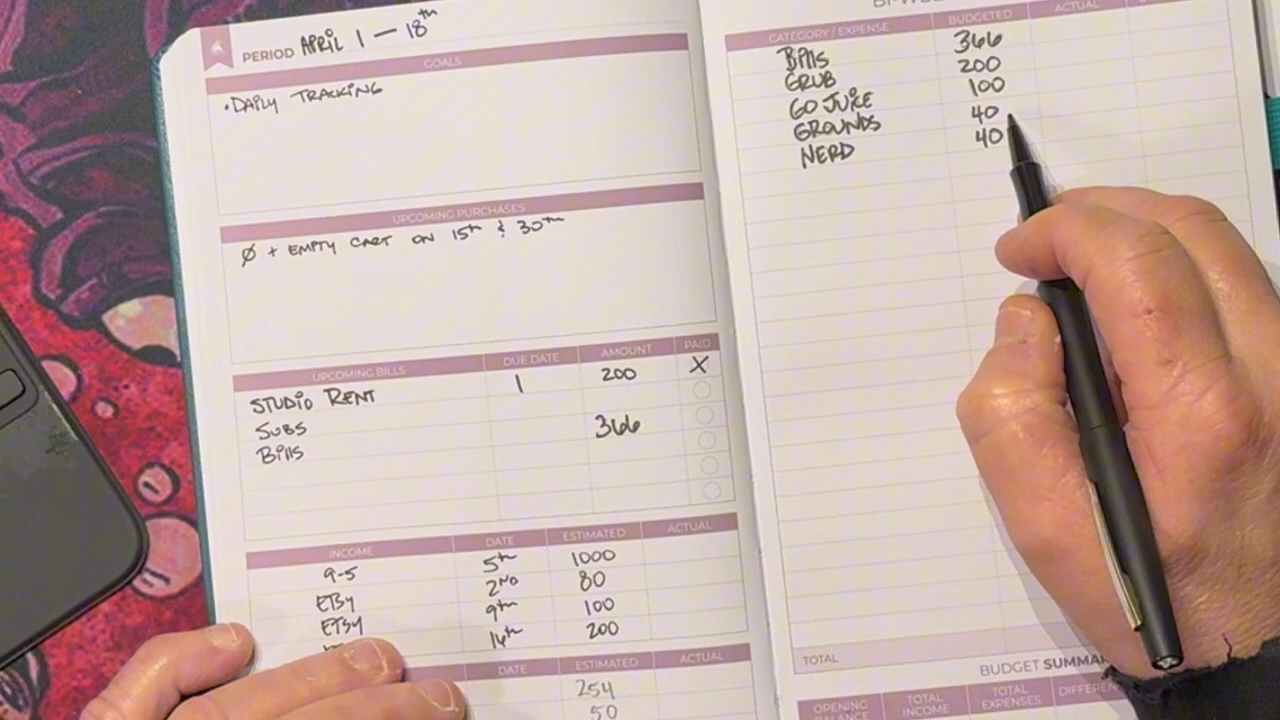 PERIOD APRIL 1 — 18th
GOALS
•DAILY TRACKING
UPCOMING PURCHASES
Ø + EMPTY CART ON 15th & 30th
UPCOMING BILLS DUE DATE AMOUNT PAID
STUDIO RENT 1 200 X
SUBS
Bills 366
INCOME DATE ESTIMATED ACTUAL
9-5 5th 1000
ETSY 2ND 80
ETSY 9th 100
16th 200
DATE ESTIMATED ACTUAL
254
50
CATEGORY / EXPENSE BUDGETED ACTUAL
Bills 366
GRUB 200
GO JUICE 100
GROUNDS 40
NERD 40
TOTAL
BUDGET SUMMAR
OPENING BALANCE TOTAL INCOME TOTAL EXPENSES DIFFEREN